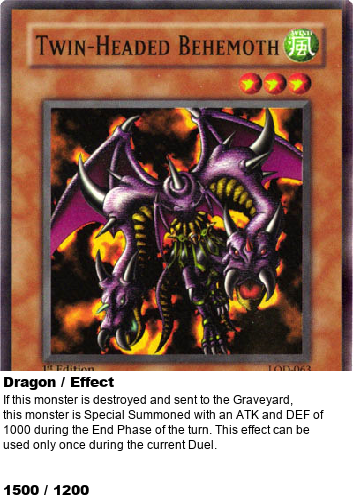 Twin-Headed Behemoth
風
1st Edition LOD-063
Dragon / Effect
If this monster is destroyed and sent to the Graveyard,
this monster is Special Summoned with an ATK and DEF of
1000 during the End Phase of the turn. This effect can be
used only once during the current Duel.
1500 / 1200